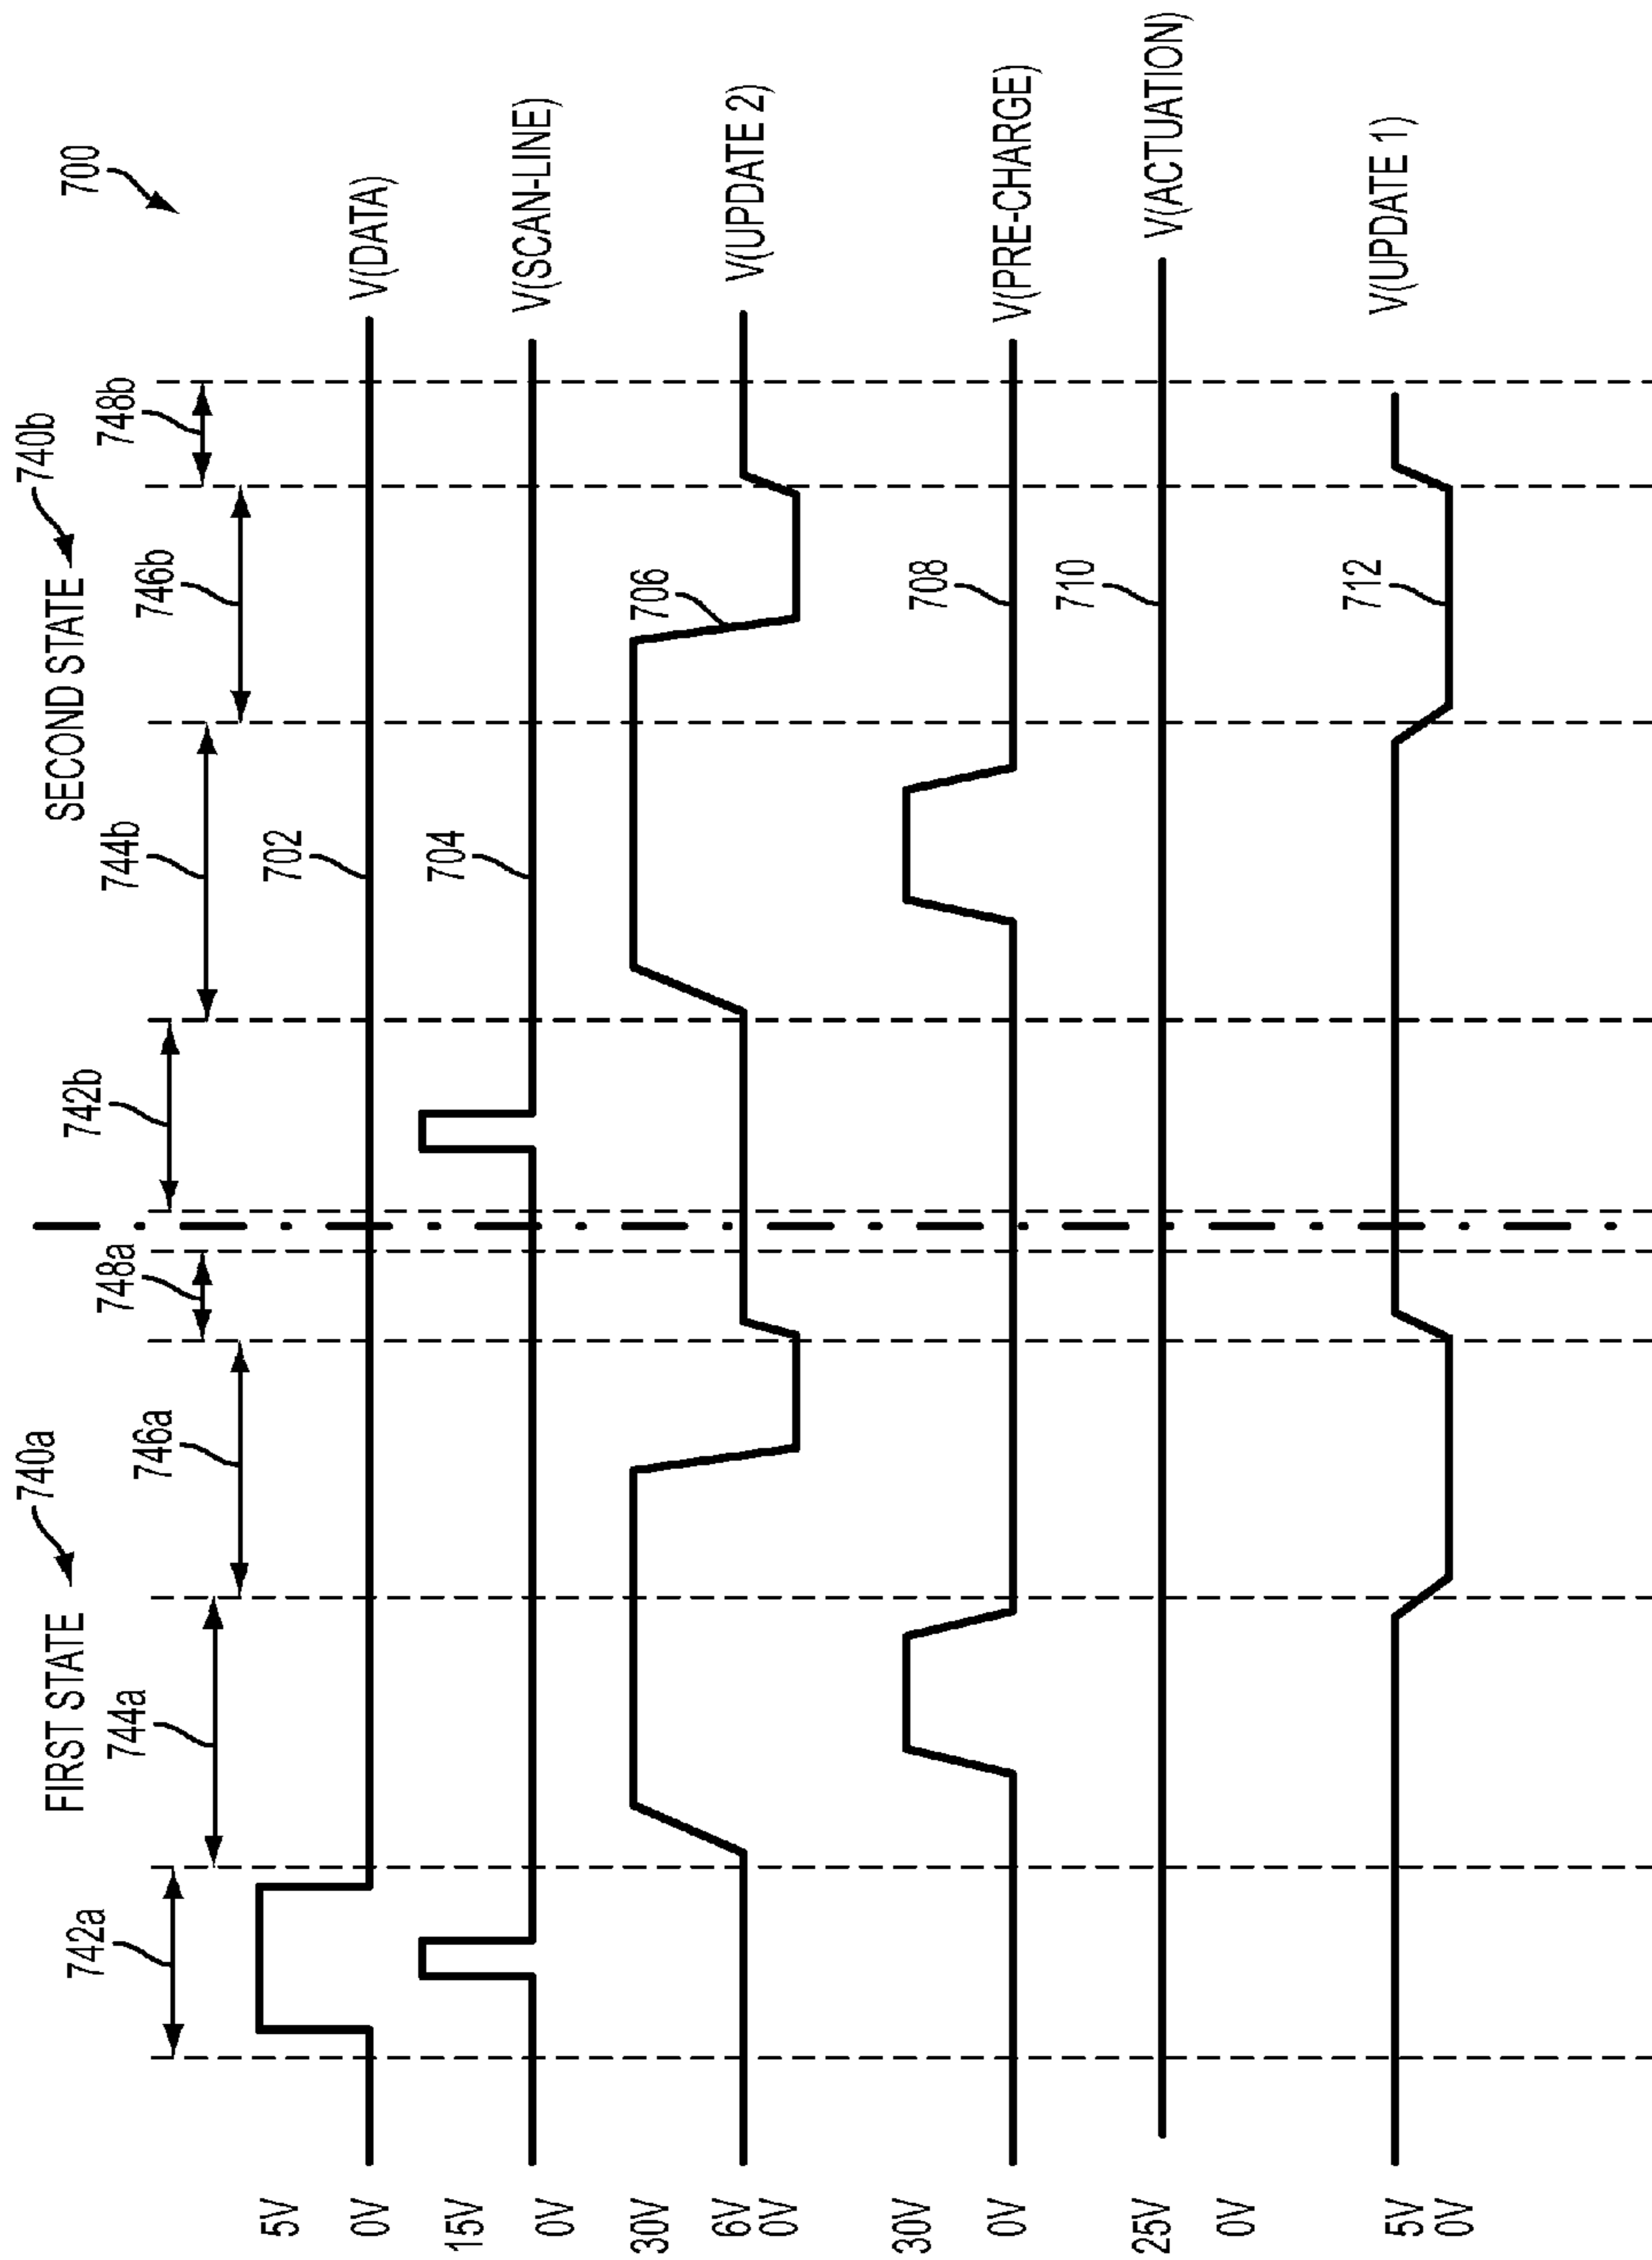 700
FIRST STATE 740a
SECOND STATE 740b
742a
744a
746a
748a
742b
744b
746b
748b
5V
0V
702
V(DATA)
15V
0V
704
V(SCAN-LINE)
30V
6V
0V
706
V(UPDATE 2)
30V
0V
708
V(PRE-CHARGE)
25V
0V
710
V(ACTUATION)
5V
0V
712
V(UPDATE 1)